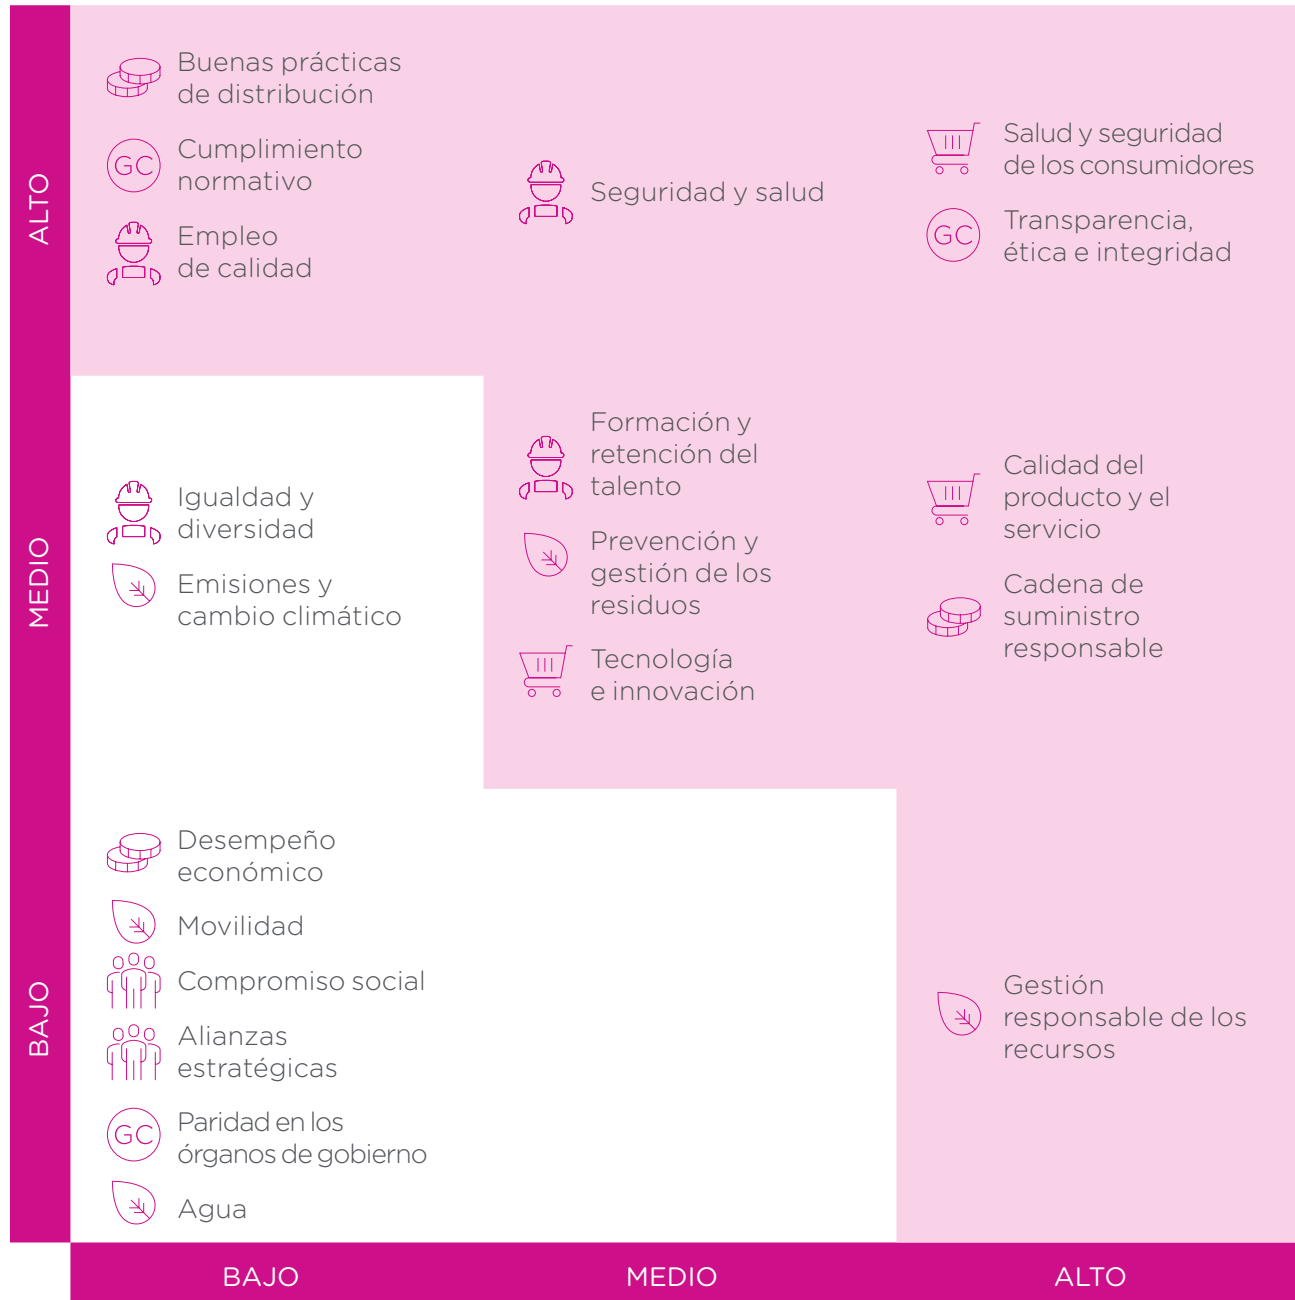 ALTO
Buenas prácticas
de distribución
GC
Cumplimiento
normativo
Empleo
de calidad
Seguridad y salud
Salud y seguridad
de los consumidores
GC
Transparencia,
ética e integridad
MEDIO
Igualdad y
diversidad
Emisiones y
cambio climático
Formación y
retención del
talento
Prevención y
gestión de los
residuos
Tecnología
e innovación
Calidad del
producto y el
servicio
Cadena de
suministro
responsable
BAJO
Desempeño
económico
Movilidad
Compromiso social
Alianzas
estratégicas
GC
Paridad en los
órganos de gobierno
Agua
Gestión
responsable de los
recursos
BAJO
MEDIO
ALTO